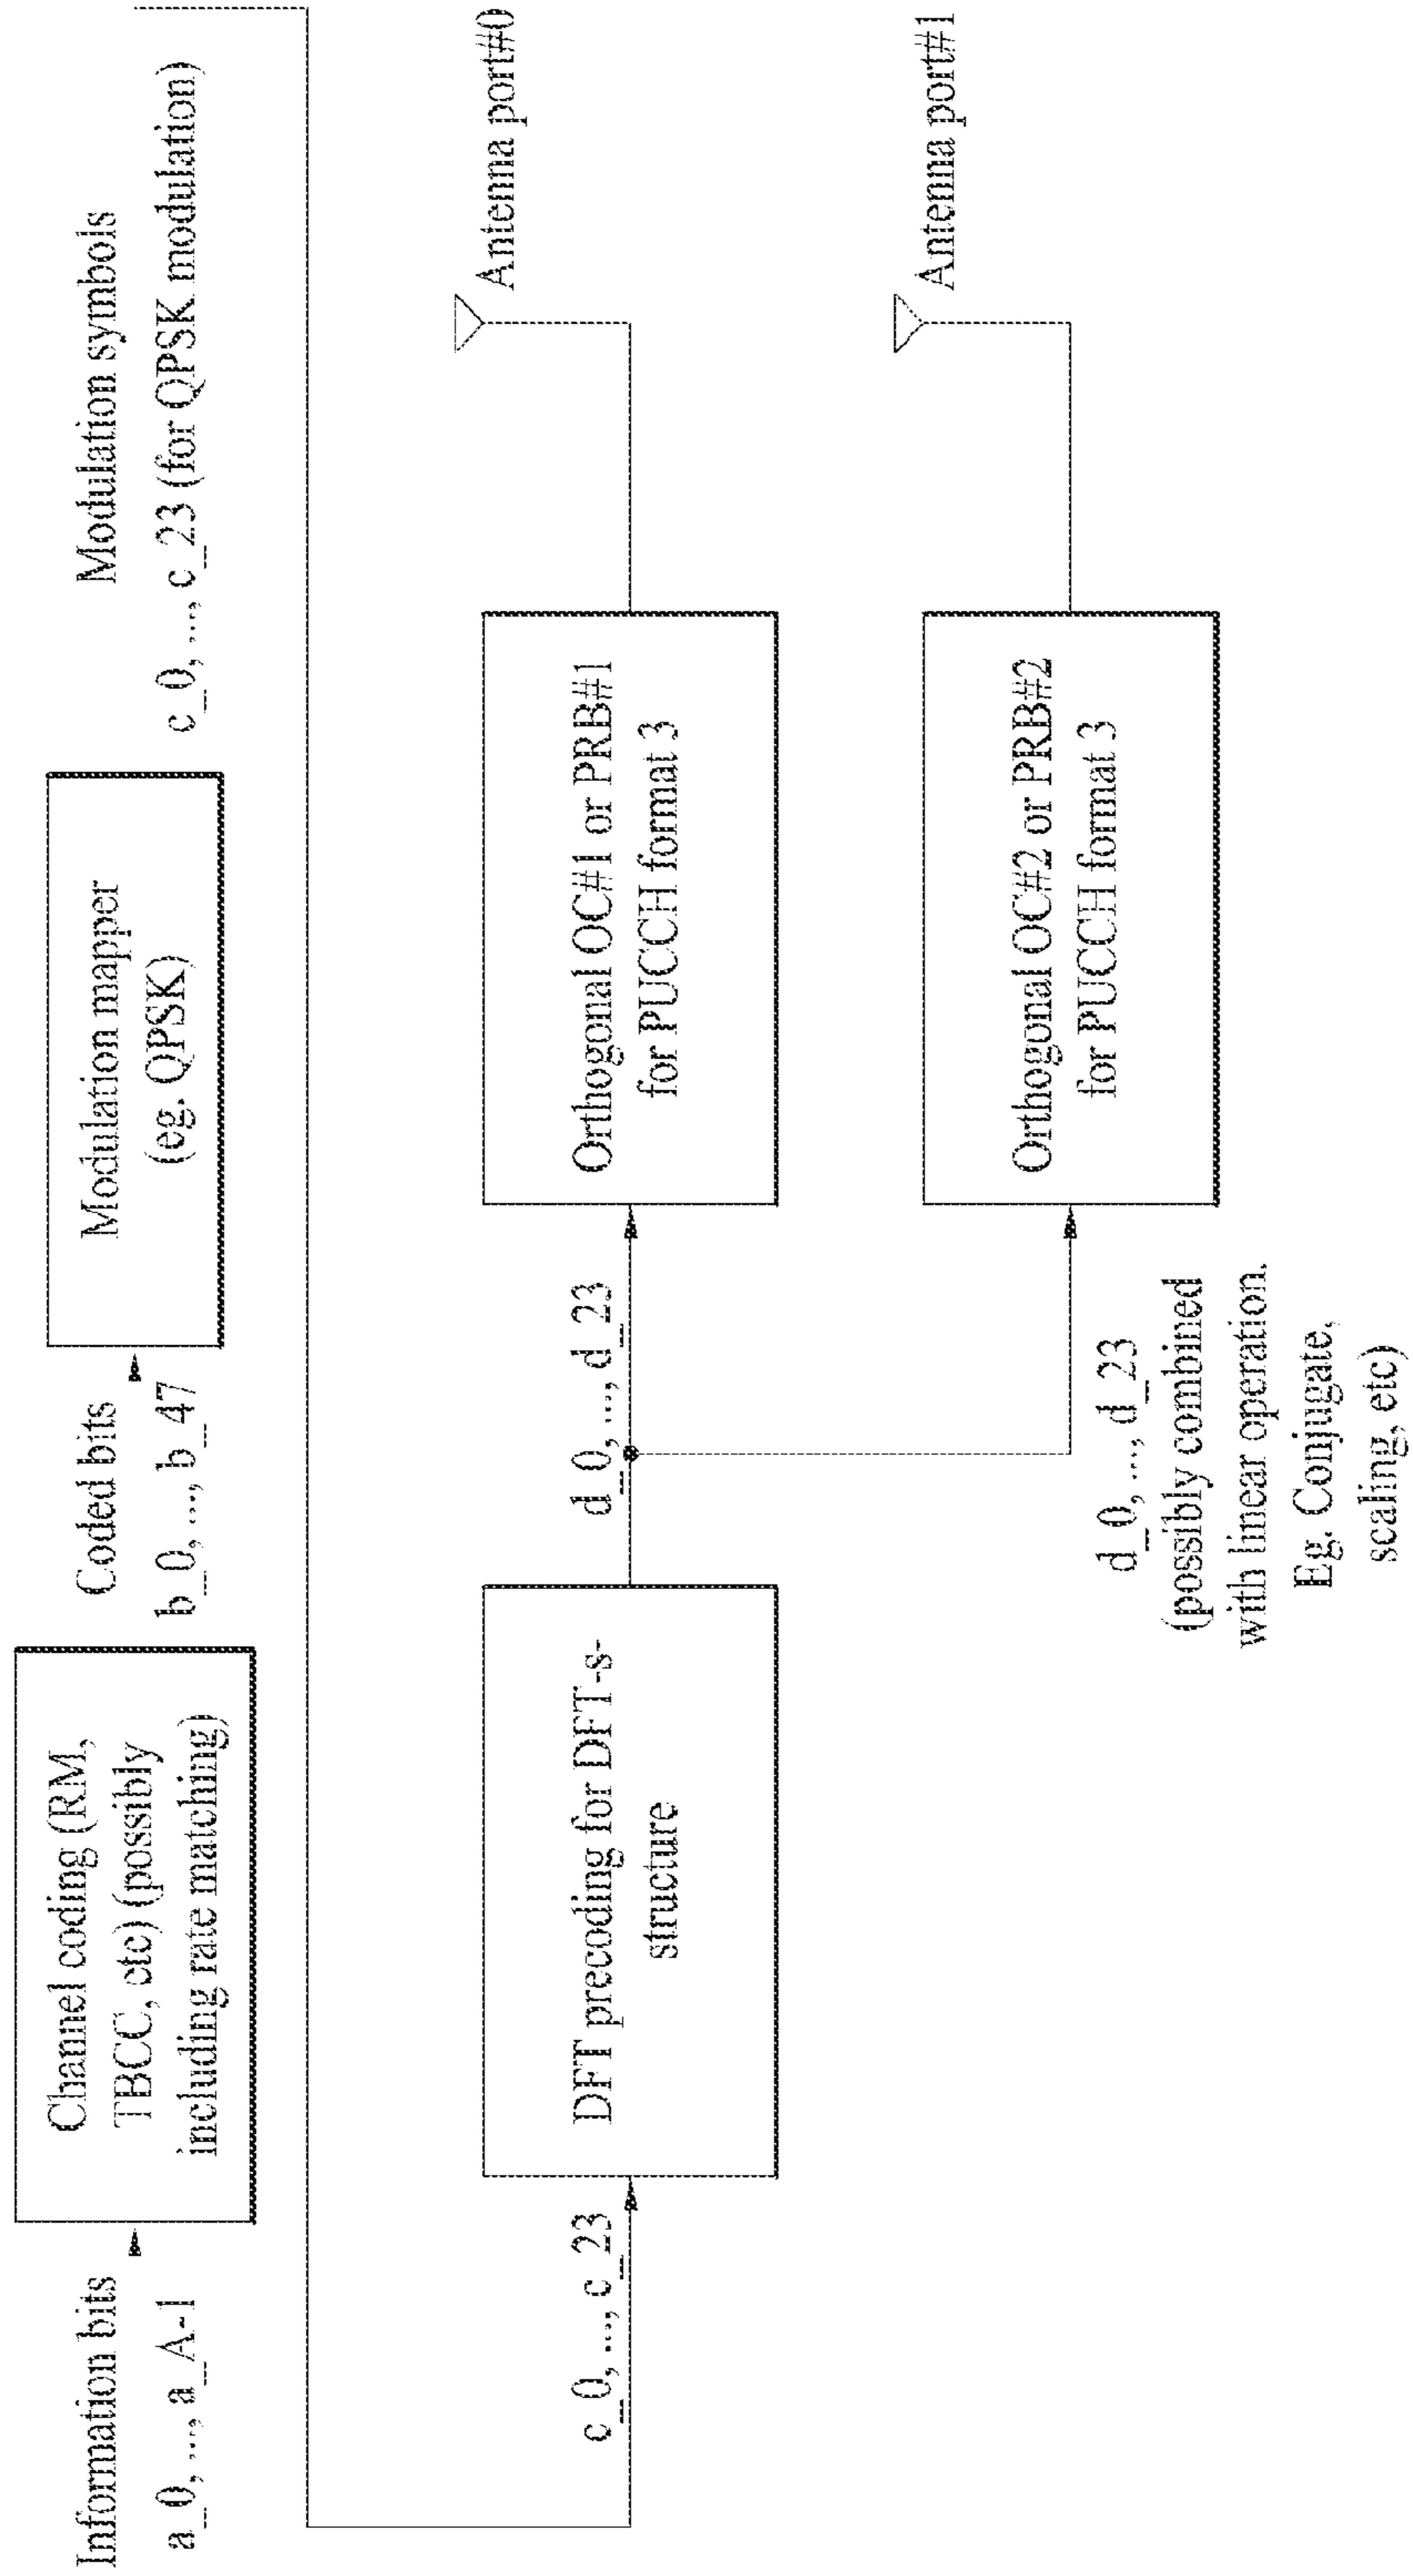 Information bits
a_0, ..., a_A-1
Channel coding (RM,
TBCC, etc) (possibly
including rate matching)
Coded bits
b_0, ..., b_47
Modulation mapper
(eg. QPSK)
Modulation symbols
c_0, ..., c_23 (for QPSK modulation)
c_0, ..., c_23
DFT precoding for DFT-s-
structure
d_0, ..., d_23
Orthogonal OC#1 or PRB#1
for PUCCH format 3
Antenna port#0
d_0, ..., d_23
(possibly combined
with linear operation.
Eg. Conjugate,
scaling, etc)
Orthogonal OC#2 or PRB#2
for PUCCH format 3
Antenna port#1